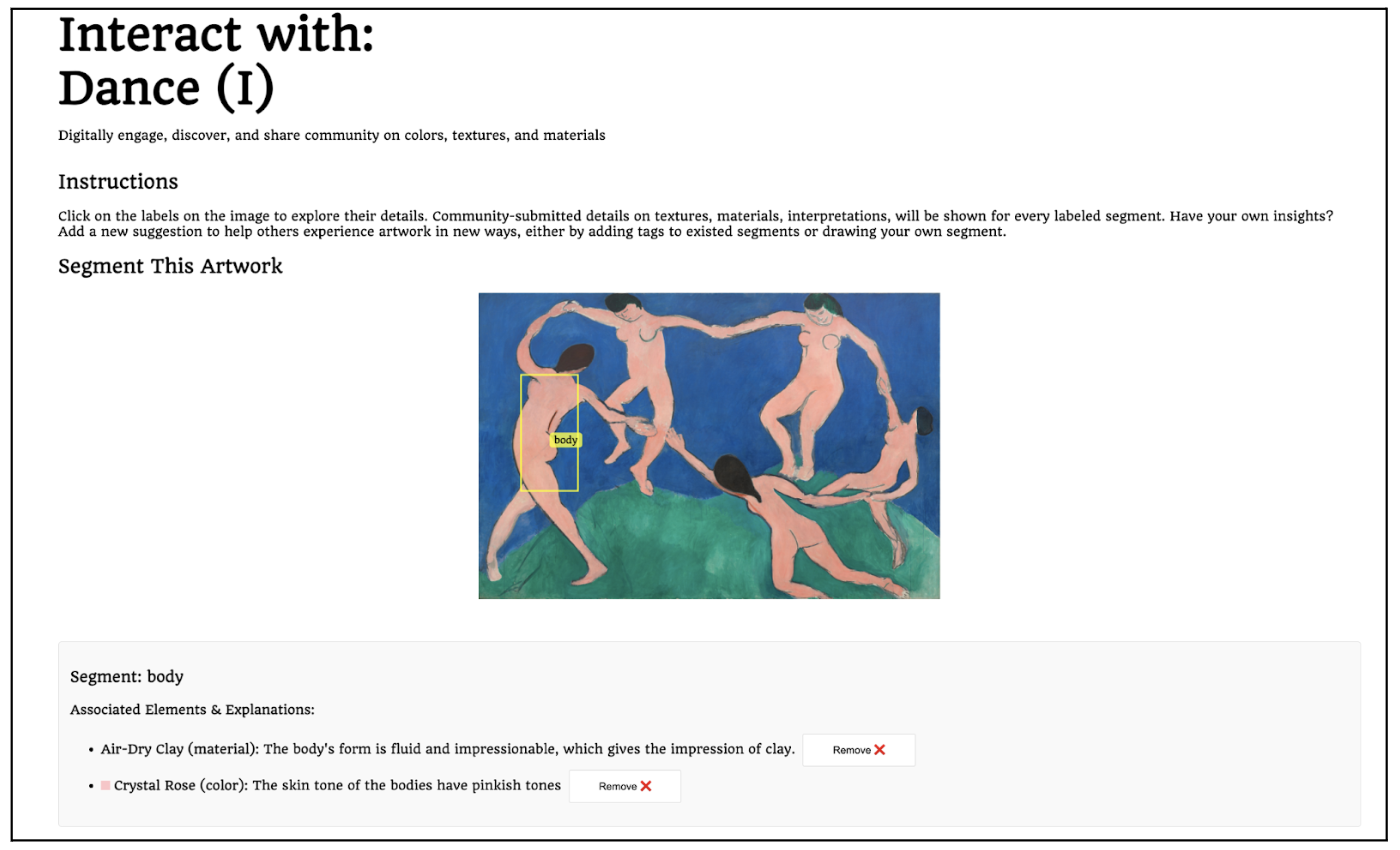 Interact with:
Dance (I)
Digitally engage, discover, and share community on colors, textures, and materials
Instructions
Click on the labels on the image to explore their details. Community-submitted details on textures, materials, interpretations, will be shown for every labeled segment. Have your own insights?
Add a new suggestion to help others experience artwork in new ways, either by adding tags to existed segments or drawing your own segment.
Segment This Artwork
body
Segment: body
Associated Elements & Explanations:
• Air-Dry Clay (material): The body's form is fluid and impressionable, which gives the impression of clay. Remove ❌
• Crystal Rose (color): The skin tone of the bodies have pinkish tones Remove ❌